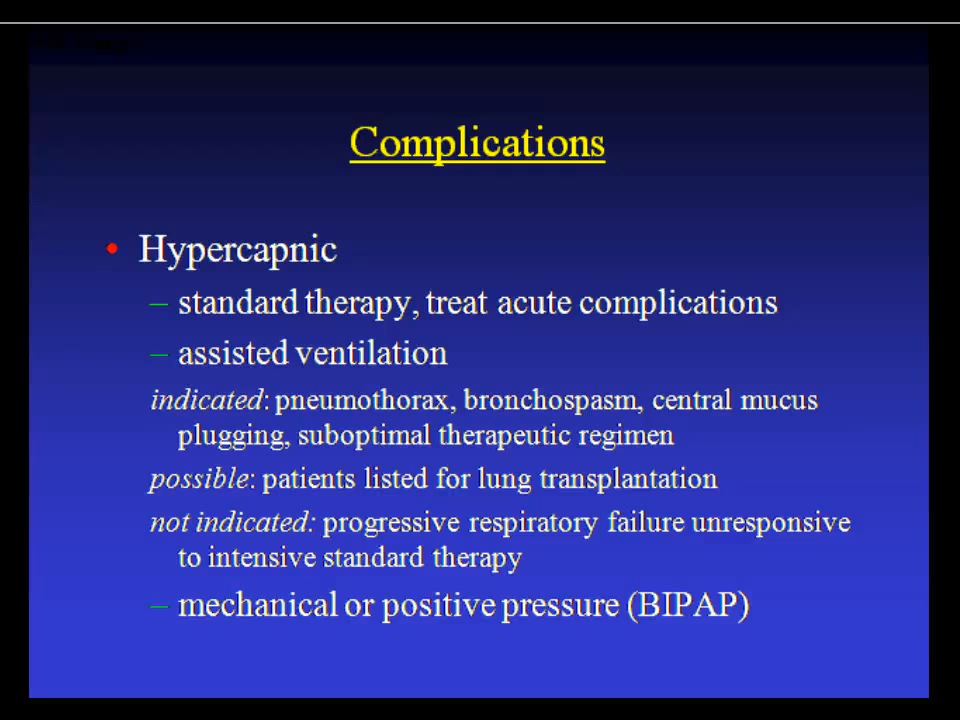 Complications
• Hypercapnic
– standard therapy, treat acute complications
– assisted ventilation
indicated: pneumothorax, bronchospasm, central mucus
plugging, suboptimal therapeutic regimen
possible: patients listed for lung transplantation
not indicated: progressive respiratory failure unresponsive
to intensive standard therapy
– mechanical or positive pressure (BIPAP)